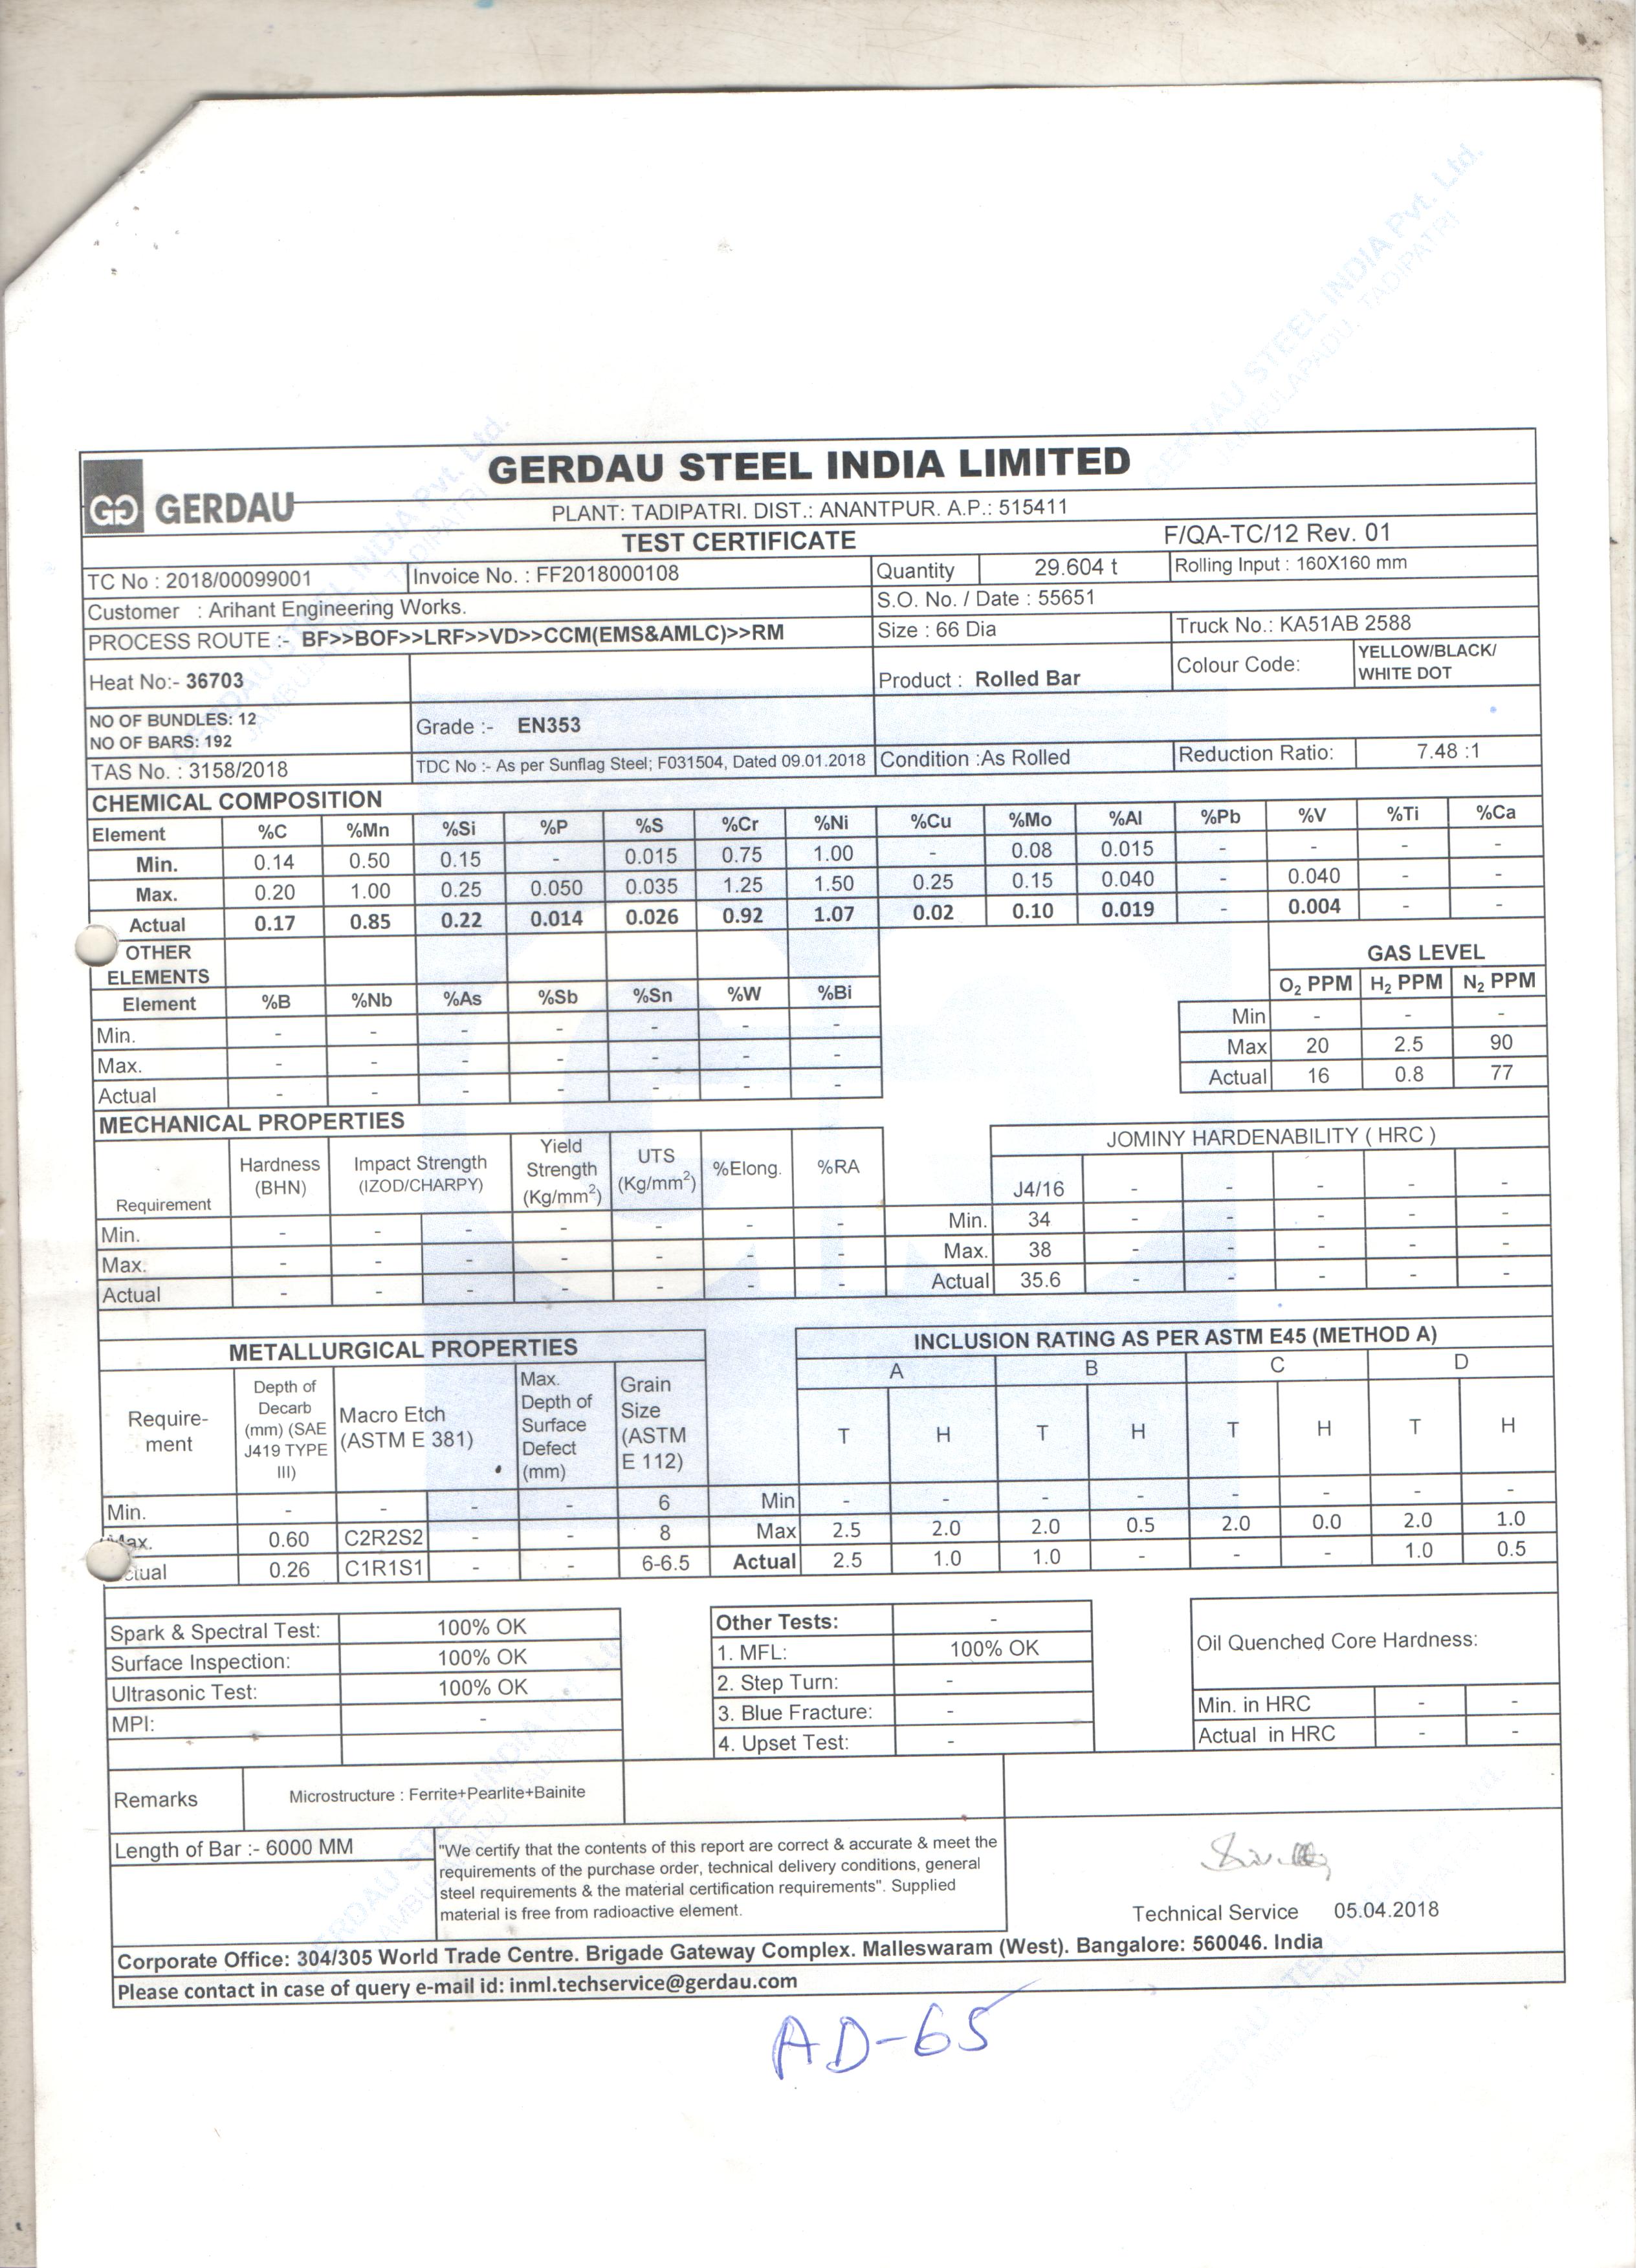 GERDAU STEEL INDIA LIMITED
GERDAU
PLANT: TADIPATRI. DIST.: ANANTPUR. A.P.: 515411
TEST CERTIFICATE F/QA-TC/12 Rev. 01
TC No : 2018/00099001 Invoice No. : FF2018000108 Quantity 29.604 t Rolling Input : 160X160 mm
Customer : Arihant Engineering Works. S.O. No. / Date : 55651
PROCESS ROUTE :- BF>>BOF>>LRF>>VD>>CCM(EMS&AMLC)>>RM Size : 66 Dia Truck No.: KA51AB 2588
Heat No:- 36703 Product : Rolled Bar Colour Code: YELLOW/BLACK/
WHITE DOT
NO OF BUNDLES: 12
NO OF BARS: 192 Grade :- EN353
TAS No. : 3158/2018 TDC No :- As per Sunflag Steel; F031504, Dated 09.01.2018 Condition :As Rolled Reduction Ratio: 7.48 :1
CHEMICAL COMPOSITION
Element %C %Mn %Si %P %S %Cr %Ni %Cu %Mo %Al %Pb %V %Ti %Ca
Min. 0.14 0.50 0.15 - 0.015 0.75 1.00 - 0.08 0.015 - - - -
Max. 0.20 1.00 0.25 0.050 0.035 1.25 1.50 0.25 0.15 0.040 - 0.040 - -
Actual 0.17 0.85 0.22 0.014 0.026 0.92 1.07 0.02 0.10 0.019 - 0.004 - -
OTHER
ELEMENTS
Element %B %Nb %As %Sb %Sn %W %Bi
Min. - - - - - - -
Max. - - - - - - -
Actual - - - - - - -
GAS LEVEL
O2 PPM H2 PPM N2 PPM
Min - - -
Max 20 2.5 90
Actual 16 0.8 77
MECHANICAL PROPERTIES
Requirement
Hardness
(BHN)
Impact Strength
(IZOD/CHARPY)
Yield
Strength
(Kg/mm2)
UTS
(Kg/mm2)
%Elong.
%RA
Min. - - - - - - -
Max. - - - - - - -
Actual - - - - - - -
JOMINY HARDENABILITY ( HRC )
J4/16 - - - - -
Min. 34 - - - - -
Max. 38 - - - - -
Actual 35.6 - - - - -
METALLURGICAL PROPERTIES
Require-
ment
Depth of
Decarb
(mm) (SAE
J419 TYPE
III)
Macro Etch
(ASTM E 381)
Max.
Depth of
Surface
Defect
(mm)
Grain
Size
(ASTM
E 112)
Min. - - - - 6
Max. 0.60 C2R2S2 - - 8
Actual 0.26 C1R1S1 - - 6-6.5
INCLUSION RATING AS PER ASTM E45 (METHOD A)
A B C D
T H T H T H T H
Min - - - - - - - -
Max 2.5 2.0 2.0 0.5 2.0 0.0 2.0 1.0
Actual 2.5 1.0 1.0 - - - 1.0 0.5
Spark & Spectral Test: 100% OK
Surface Inspection: 100% OK
Ultrasonic Test: 100% OK
MPI: -
Other Tests: -
1. MFL: 100% OK
2. Step Turn: -
3. Blue Fracture: -
4. Upset Test: -
Oil Quenched Core Hardness:
Min. in HRC - -
Actual in HRC - -
Remarks Microstructure : Ferrite+Pearlite+Bainite
Length of Bar :- 6000 MM
"We certify that the contents of this report are correct & accurate & meet the
requirements of the purchase order, technical delivery conditions, general
steel requirements & the material certification requirements". Supplied
material is free from radioactive element.
Technical Service 05.04.2018
Corporate Office: 304/305 World Trade Centre. Brigade Gateway Complex. Malleswaram (West). Bangalore: 560046. India
Please contact in case of query e-mail id: inml.techservice@gerdau.com
AD-65
GERDAU STEEL INDIA Pvt. Ltd.
JAMBULAPADU, TADIPATRI